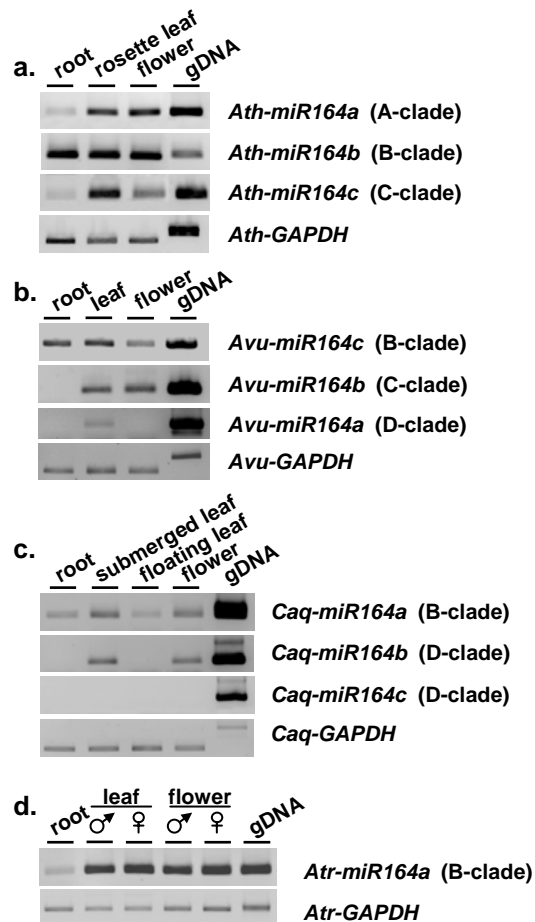 a.
root rosette leaf flower gDNA
Ath-miR164a (A-clade)
Ath-miR164b (B-clade)
Ath-miR164c (C-clade)
Ath-GAPDH
b.
root leaf flower gDNA
Avu-miR164c (B-clade)
Avu-miR164b (C-clade)
Avu-miR164a (D-clade)
Avu-GAPDH
c.
root submerged leaf floating leaf flower gDNA
Caq-miR164a (B-clade)
Caq-miR164b (D-clade)
Caq-miR164c (D-clade)
Caq-GAPDH
d.
root leaf flower gDNA
♂ ♀ ♂ ♀
Atr-miR164a (B-clade)
Atr-GAPDH